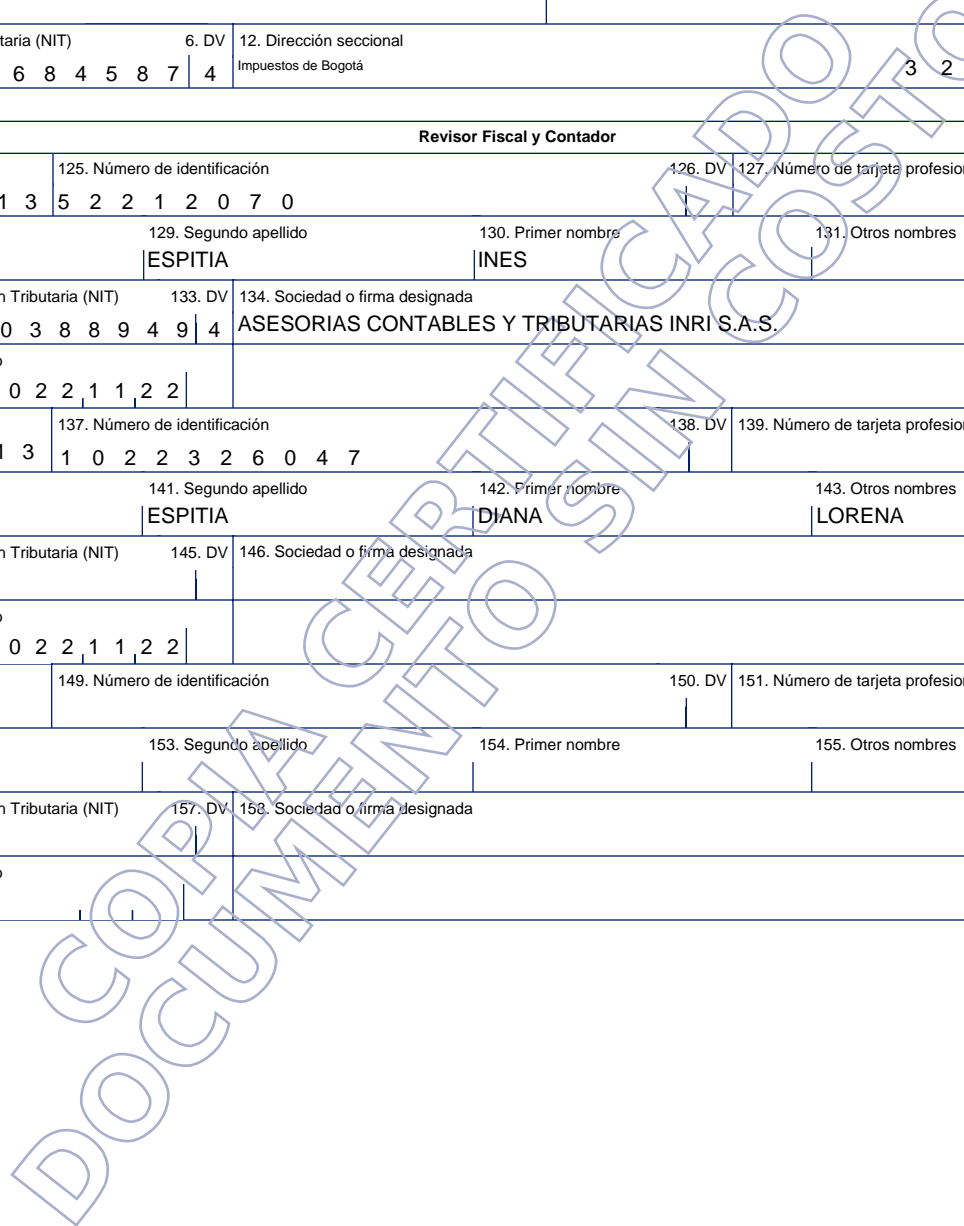 taria (NIT) 6. DV 12. Dirección seccional
6 8 4 5 8 7 4 Impuestos de Bogotá 3 2
Revisor Fiscal y Contador
125. Número de identificación 126. DV 127. Número de tarjeta profesion
1 3 5 2 2 1 2 0 7 0
129. Segundo apellido 130. Primer nombre 131. Otros nombres
ESPITIA INES
n Tributaria (NIT) 133. DV 134. Sociedad o firma designada
0 3 8 8 9 4 9 4 ASESORIAS CONTABLES Y TRIBUTARIAS INRI S.A.S.
o
0 2 2 1 1 2 2
137. Número de identificación 138. DV 139. Número de tarjeta profesion
1 3 1 0 2 2 3 2 6 0 4 7
141. Segundo apellido 142. Primer nombre 143. Otros nombres
ESPITIA DIANA LORENA
n Tributaria (NIT) 145. DV 146. Sociedad o firma designada
o
0 2 2 1 1 2 2
149. Número de identificación 150. DV 151. Número de tarjeta profesion
153. Segundo apellido 154. Primer nombre 155. Otros nombres
n Tributaria (NIT) 157. DV 158. Sociedad o firma designada
o
COPIA CERTIFICADO
DOCUMENTO SIN COSTO